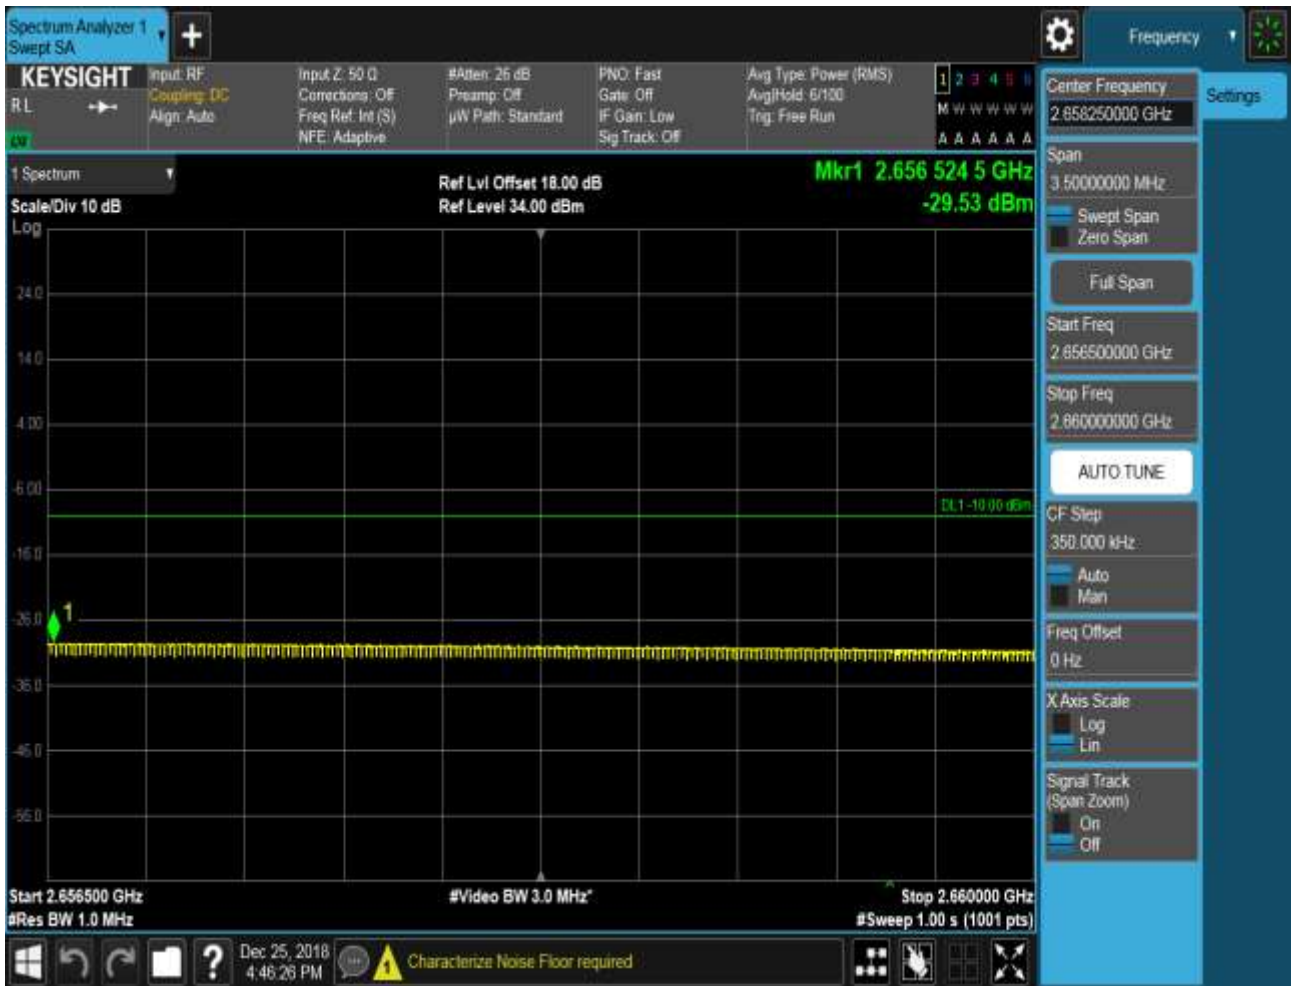 Spectrum Analyzer 1
Swept SA
Frequency
KEYSIGHT
R L
Input: RF
Coupling: DC
Align: Auto
Input Z: 50 Ω
Corrections: Off
Freq Ref: Int (S)
NFE: Adaptive
#Atten: 26 dB
Preamp: Off
µW Path: Standard
PNO: Fast
Gate: Off
IF Gain: Low
Sig Track: Off
Avg Type: Power (RMS)
Avg|Hold: 6/100
Trig: Free Run
1 2 3 4 5 6
M W W W W W
A A A A A A
1 Spectrum
Scale/Div 10 dB
Ref Lvl Offset 18.00 dB
Ref Level 34.00 dBm
Mkr1 2.656 524 5 GHz
-29.53 dBm
Log
24.0
14.0
4.00
-6.00
-16.0
-26.0
-36.0
-46.0
-56.0
DL1 -10.00 dBm
1
Start 2.656500 GHz
#Res BW 1.0 MHz
#Video BW 3.0 MHz*
Stop 2.660000 GHz
#Sweep 1.00 s (1001 pts)
Center Frequency
2.658250000 GHz
Settings
Span
3.50000000 MHz
Swept Span
Zero Span
Full Span
Start Freq
2.656500000 GHz
Stop Freq
2.660000000 GHz
AUTO TUNE
CF Step
350.000 kHz
Auto
Man
Freq Offset
0 Hz
X Axis Scale
Log
Lin
Signal Track
(Span Zoom)
On
Off
?
Dec 25, 2018
4:46:26 PM
Characterize Noise Floor required